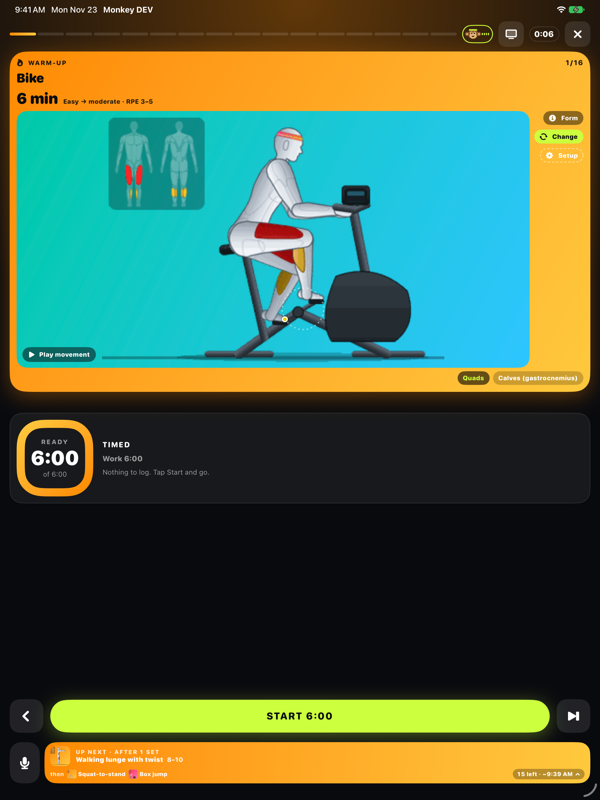 9:41 AM Mon Nov 23 Monkey DEV
0:06
WARM-UP
1/16
Bike
6 min Easy → moderate · RPE 3–5
Form
Change
Setup
Play movement
Quads
Calves (gastrocnemius)
READY
6:00
of 6:00
TIMED
Work 6:00
Nothing to log. Tap Start and go.
START 6:00
UP NEXT · AFTER 1 SET
Walking lunge with twist 8–10
then Squat-to-stand Box jump
15 left · ~9:39 AM